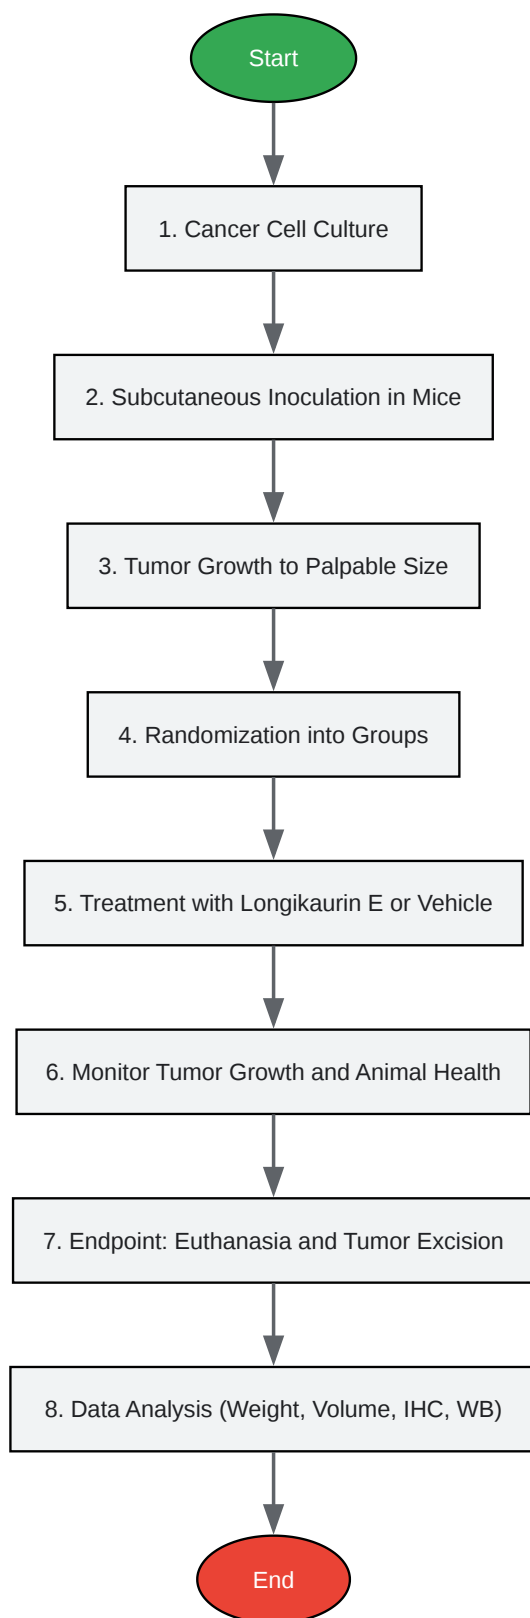 Start
1. Cancer Cell Culture
2. Subcutaneous Inoculation in Mice
3. Tumor Growth to Palpable Size
4. Randomization into Groups
5. Treatment with Longikaurin E or Vehicle
6. Monitor Tumor Growth and Animal Health
7. Endpoint: Euthanasia and Tumor Excision
8. Data Analysis (Weight, Volume, IHC, WB)
End